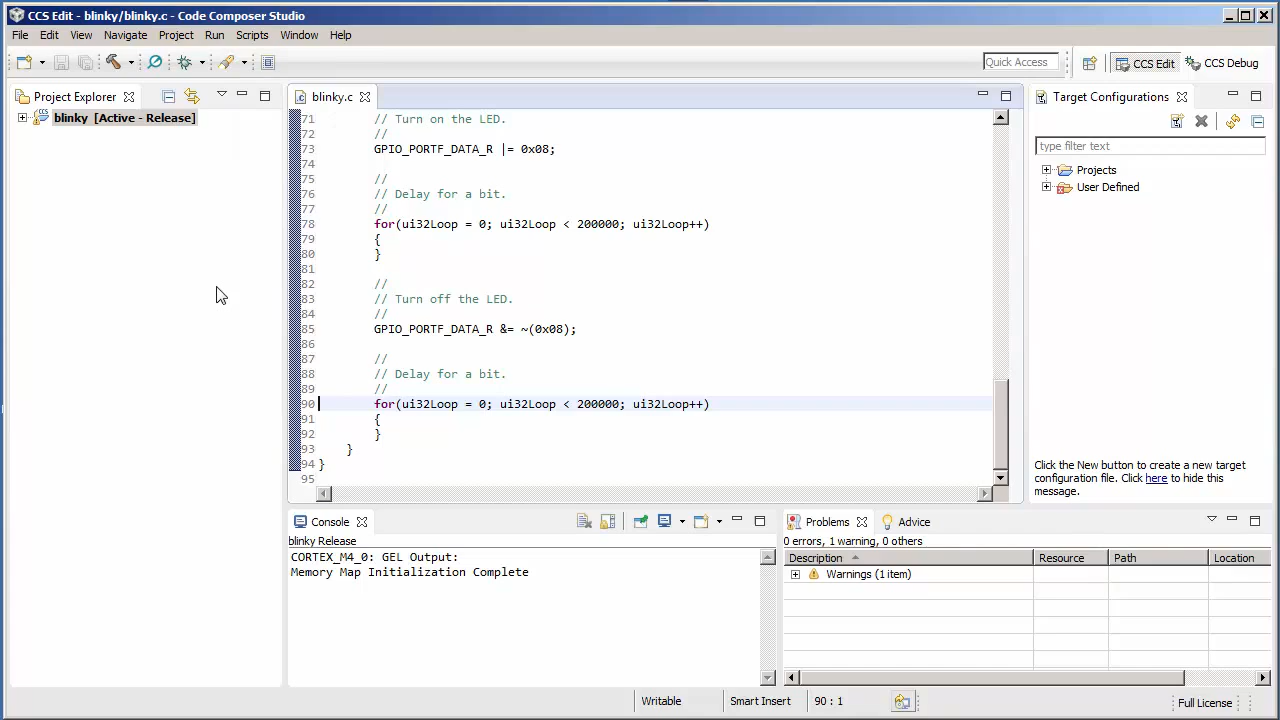 CCS Edit - blinky/blinky.c - Code Composer Studio
File Edit View Navigate Project Run Scripts Window Help
Quick Access
CCS Edit
CCS Debug
Project Explorer
blinky [Active - Release]
blinky.c
71 // Turn on the LED.
72 //
73 GPIO_PORTF_DATA_R |= 0x08;
74
75 //
76 // Delay for a bit.
77 //
78 for(ui32Loop = 0; ui32Loop < 200000; ui32Loop++)
79 {
80 }
81
82 //
83 // Turn off the LED.
84 //
85 GPIO_PORTF_DATA_R &= ~(0x08);
86
87 //
88 // Delay for a bit.
89 //
90 for(ui32Loop = 0; ui32Loop < 200000; ui32Loop++)
91 {
92 }
93 }
94 }
95
Target Configurations
type filter text
Projects
User Defined
Click the New button to create a new
target configuration file. Click here to hide this
message.
Console
blinky Release
CORTEX_M4_0: GEL Output:
Memory Map Initialization Complete
Problems
Advice
0 errors, 1 warning, 0 others
Description Resource Path Location
Warnings (1 item)
Writable
Smart Insert
90 : 1
Full License